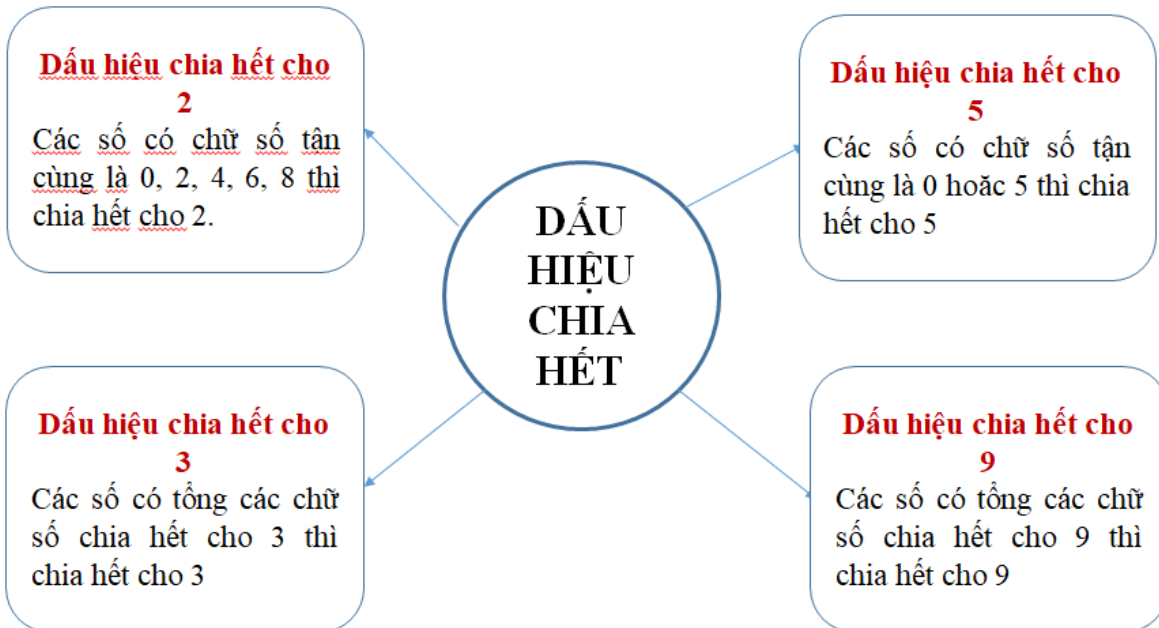 Dấu hiệu chia hết cho
2
Các số có chữ số tận
cùng là 0, 2, 4, 6, 8 thì
chia hết cho 2.
Dấu hiệu chia hết cho
5
Các số có chữ số tận
cùng là 0 hoăc 5 thì chia
hết cho 5
DẤU
HIỆU
CHIA
HẾT
Dấu hiệu chia hết cho
3
Các số có tổng các chữ
số chia hết cho 3 thì
chia hết cho 3
Dấu hiệu chia hết cho
9
Các số có tổng các chữ
số chia hết cho 9 thì
chia hết cho 9